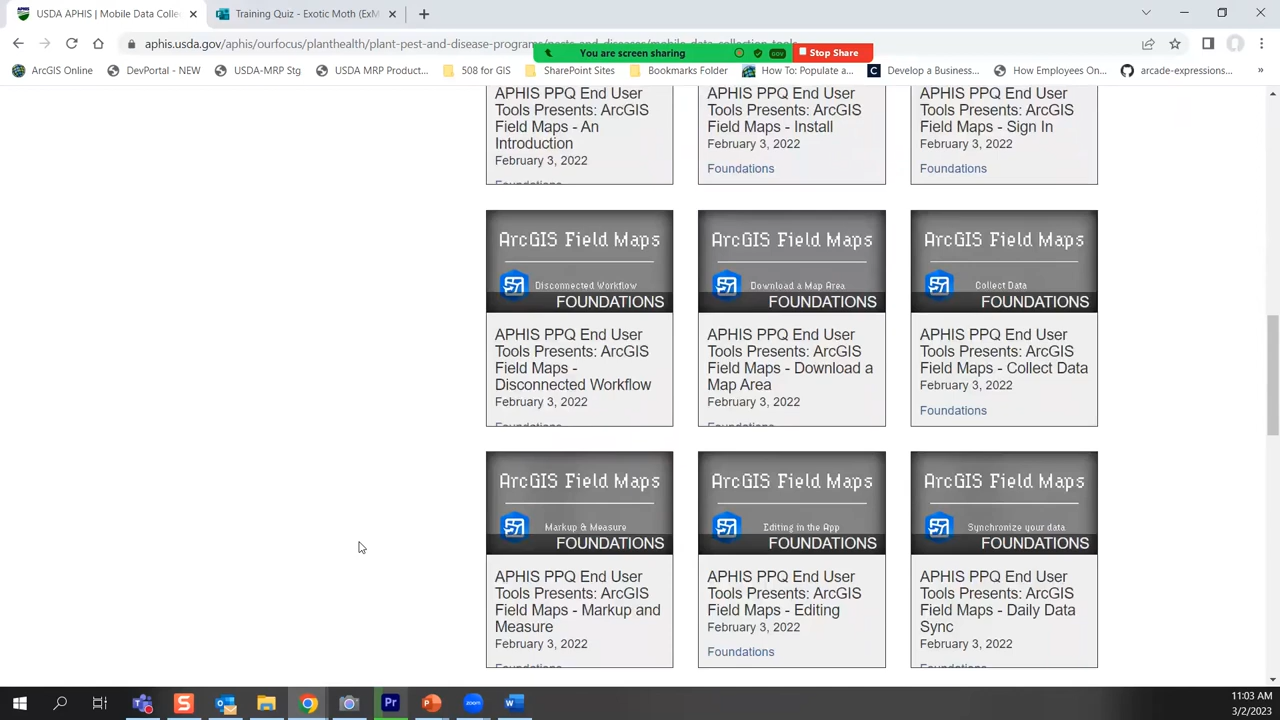 USDA APHIS | Mobile Data Colle
Training Quiz - Exotic Moth (ExM
aphis.usda.gov/aphis/ourfocus/planthealth/plant-pest-and-disease-programs/pests-and-diseases/mobile-data-collection-tools
You are screen sharing
GOV
Stop Share
ArcGIS Online
DevPortal - NEW
USDA-MRP Stg
USDA MRP Product...
508 for GIS
SharePoint Sites
Bookmarks Folder
How To: Populate a...
Develop a Business...
How Employees On...
arcade-expressions...
»
APHIS PPQ End User
Tools Presents: ArcGIS
Field Maps - An
Introduction
February 3, 2022
Foundations
APHIS PPQ End User
Tools Presents: ArcGIS
Field Maps - Install
February 3, 2022
Foundations
APHIS PPQ End User
Tools Presents: ArcGIS
Field Maps - Sign In
February 3, 2022
Foundations
ArcGIS Field Maps
Disconnected Workflow
FOUNDATIONS
APHIS PPQ End User
Tools Presents: ArcGIS
Field Maps -
Disconnected Workflow
February 3, 2022
Foundations
ArcGIS Field Maps
Download a Map Area
FOUNDATIONS
APHIS PPQ End User
Tools Presents: ArcGIS
Field Maps - Download a
Map Area
February 3, 2022
Foundations
ArcGIS Field Maps
Collect Data
FOUNDATIONS
APHIS PPQ End User
Tools Presents: ArcGIS
Field Maps - Collect Data
February 3, 2022
Foundations
ArcGIS Field Maps
Markup & Measure
FOUNDATIONS
APHIS PPQ End User
Tools Presents: ArcGIS
Field Maps - Markup and
Measure
February 3, 2022
Foundations
ArcGIS Field Maps
Editing in the App
FOUNDATIONS
APHIS PPQ End User
Tools Presents: ArcGIS
Field Maps - Editing
February 3, 2022
Foundations
ArcGIS Field Maps
Synchronize your data
FOUNDATIONS
APHIS PPQ End User
Tools Presents: ArcGIS
Field Maps - Daily Data
Sync
February 3, 2022
Foundations
11:03 AM
3/2/2023